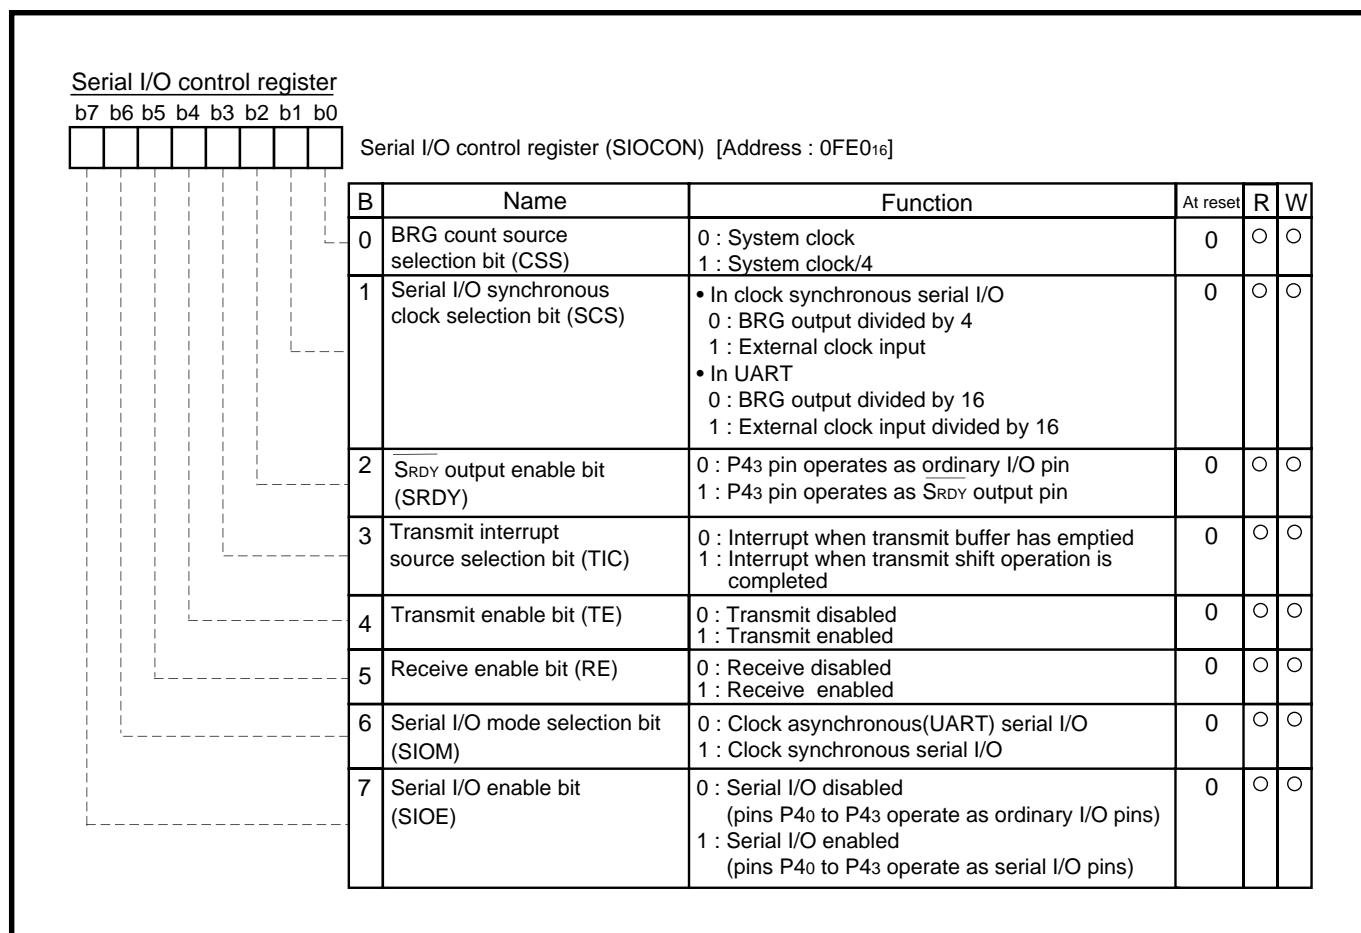 Serial I/O control register
b7 b6 b5 b4 b3 b2 b1 b0
Serial I/O control register (SIOCON) [Address : 0FE016]
B Name Function At reset R W
0 BRG count source selection bit (CSS) 0 : System clock 0 ○ ○
1 : System clock/4
1 Serial I/O synchronous clock selection bit (SCS) • In clock synchronous serial I/O 0 ○ ○
0 : BRG output divided by 4
1 : External clock input
• In UART
0 : BRG output divided by 16
1 : External clock input divided by 16
2 SRDY output enable bit (SRDY) 0 : P43 pin operates as ordinary I/O pin 0 ○ ○
1 : P43 pin operates as SRDY output pin
3 Transmit interrupt source selection bit (TIC) 0 : Interrupt when transmit buffer has emptied 0 ○ ○
1 : Interrupt when transmit shift operation is
completed
4 Transmit enable bit (TE) 0 : Transmit disabled 0 ○ ○
1 : Transmit enabled
5 Receive enable bit (RE) 0 : Receive disabled 0 ○ ○
1 : Receive enabled
6 Serial I/O mode selection bit (SIOM) 0 : Clock asynchronous(UART) serial I/O 0 ○ ○
1 : Clock synchronous serial I/O
7 Serial I/O enable bit (SIOE) 0 : Serial I/O disabled 0 ○ ○
(pins P40 to P43 operate as ordinary I/O pins)
1 : Serial I/O enabled
(pins P40 to P43 operate as serial I/O pins)